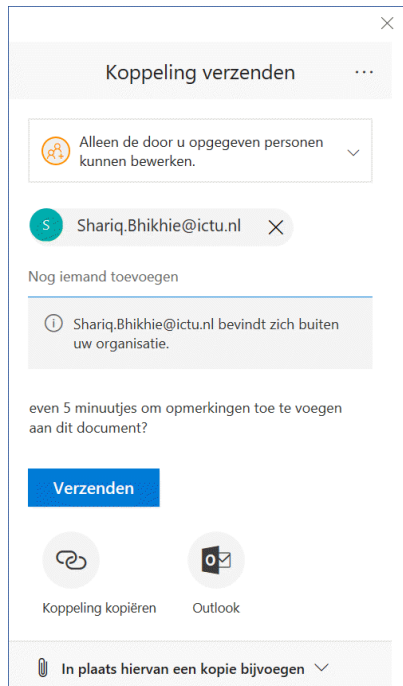 Koppeling verzenden
Alleen de door u opgegeven personen
kunnen bewerken.
S
Shariq.Bhikhie@ictu.nl
Nog iemand toevoegen
Shariq.Bhikhie@ictu.nl bevindt zich buiten
uw organisatie.
even 5 minuutjes om opmerkingen toe te voegen
aan dit document?
Verzenden
Koppeling kopiëren
Outlook
In plaats hiervan een kopie bijvoegen